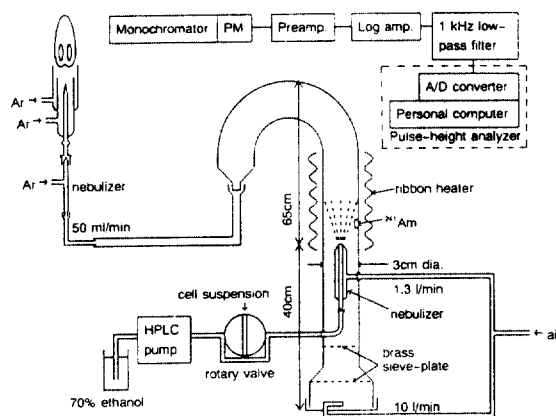 Monochromator PM Preamp. Log amp. 1 kHz low-
pass filter
A/D converter
Personal computer
Pulse-height analyzer
Ar →
Ar →
Ar →
nebulizer
50 ml/min
65cm
ribbon heater
²⁴¹Am
40cm
3cm dia.
1.3 l/min
nebulizer
cell suspension
HPLC
pump
rotary valve
70% ethanol
brass
sieve-plate
10 l/min
← ai